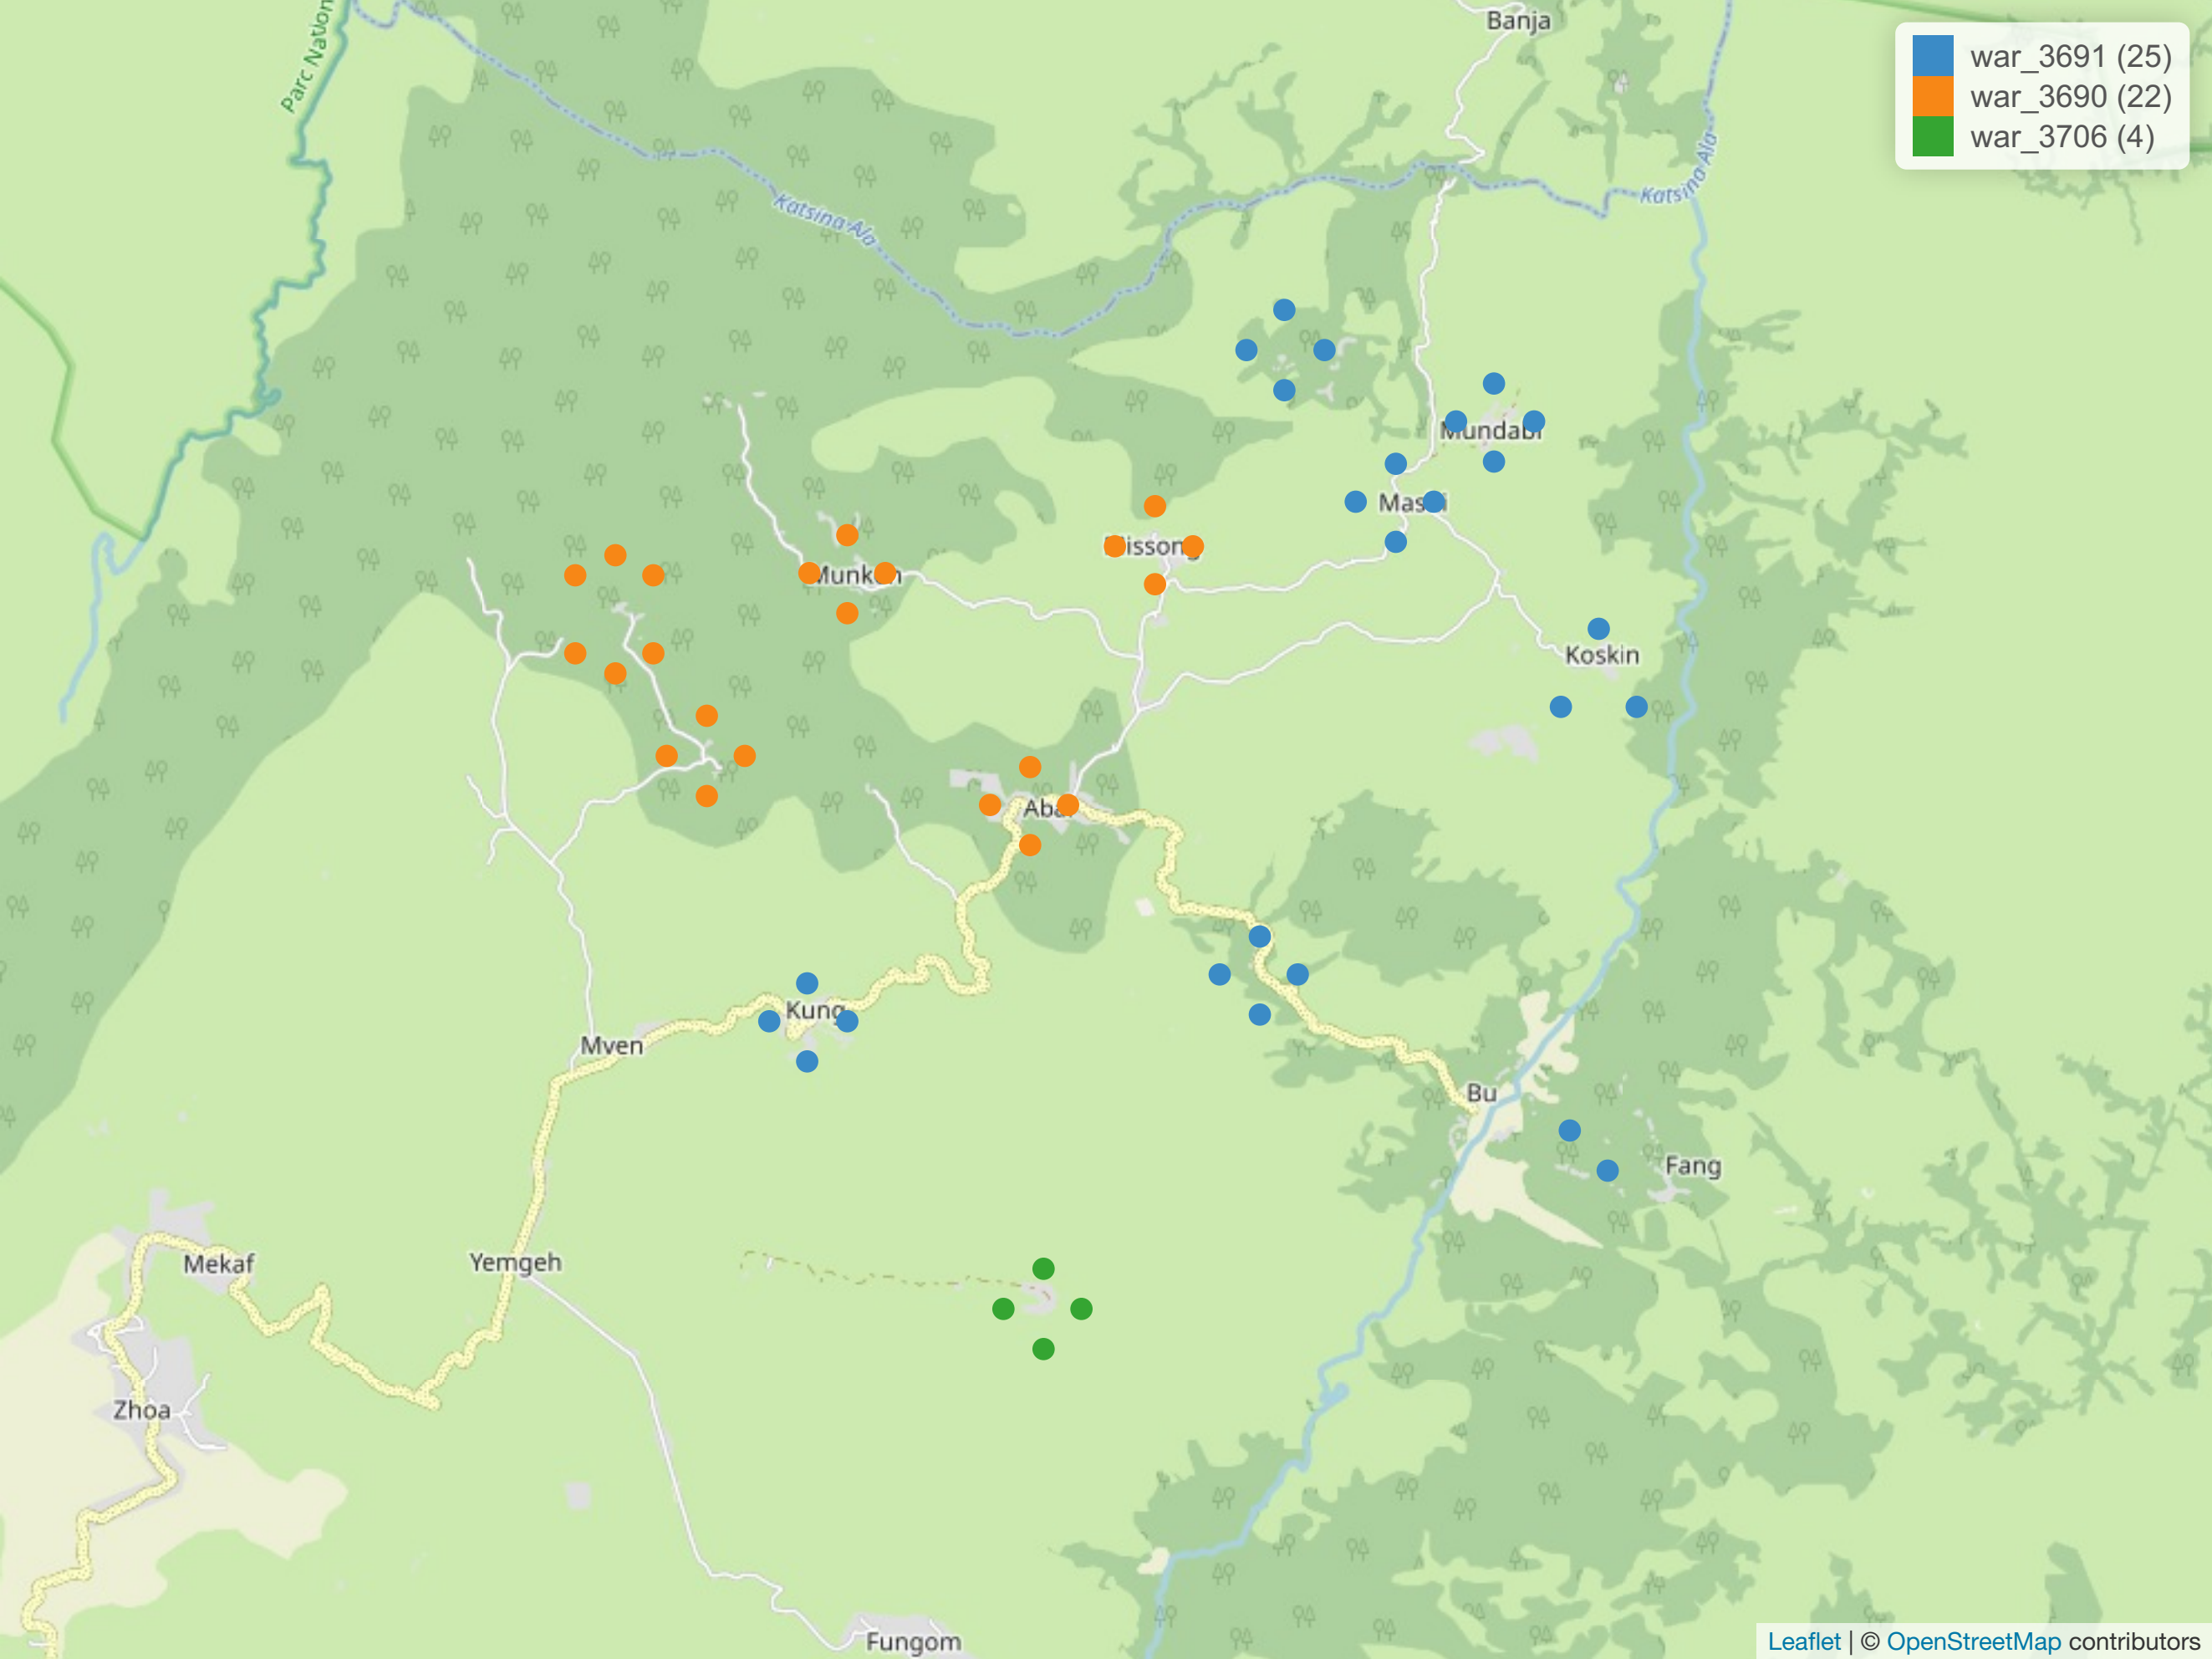 Banja
war_3691 (25)
war_3690 (22)
war_3706 (4)
Parc Nation
Katsina-Ala
Katsina-Ala
Koskin
Kung
Mven
Bu
Fang
Mekaf
Yemgeh
Zhoa
Fungom
Leaflet | © OpenStreetMap contributors